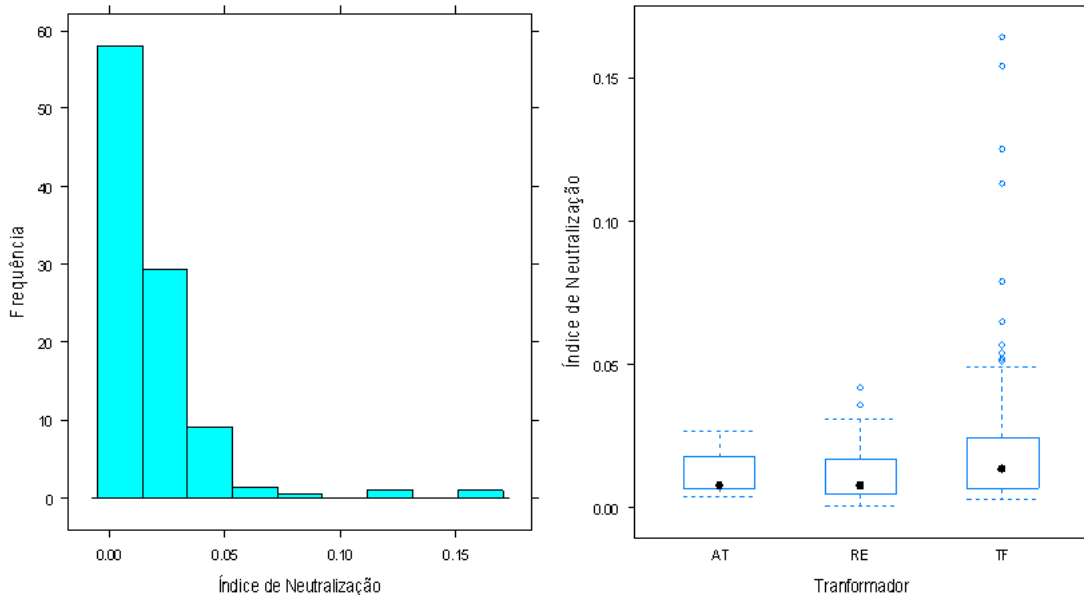 60
50
40
30
20
10
0
Frequência
0.00 0.05 0.10 0.15
Índice de Neutralização
0.15
0.10
0.05
0.00
Índice de Neutralização
AT RE TF
Tranformador